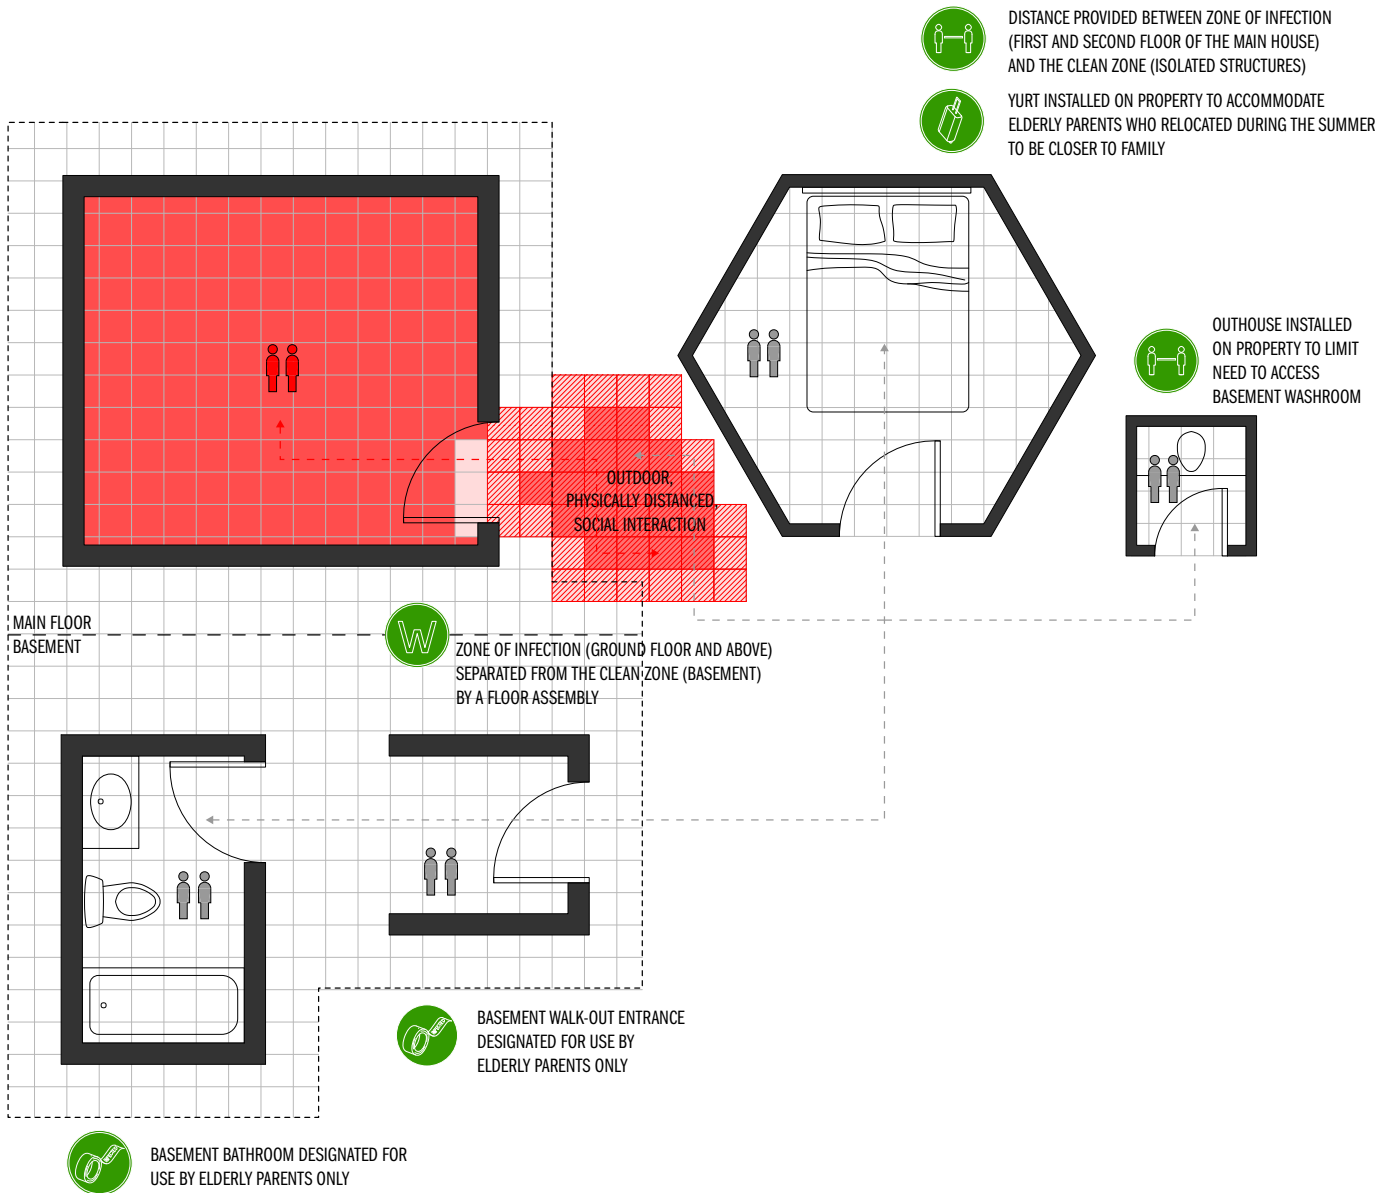 DISTANCE PROVIDED BETWEEN ZONE OF INFECTION
(FIRST AND SECOND FLOOR OF THE MAIN HOUSE)
AND THE CLEAN ZONE (ISOLATED STRUCTURES)
YURT INSTALLED ON PROPERTY TO ACCOMMODATE
ELDERLY PARENTS WHO RELOCATED DURING THE SUMMER
TO BE CLOSER TO FAMILY
OUTHOUSE INSTALLED
ON PROPERTY TO LIMIT
NEED TO ACCESS
BASEMENT WASHROOM
OUTDOOR,
PHYSICALLY DISTANCED,
SOCIAL INTERACTION
MAIN FLOOR
BASEMENT
W
ZONE OF INFECTION (GROUND FLOOR AND ABOVE)
SEPARATED FROM THE CLEAN ZONE (BASEMENT)
BY A FLOOR ASSEMBLY
BASEMENT WALK-OUT ENTRANCE
DESIGNATED FOR USE BY
ELDERLY PARENTS ONLY
BASEMENT BATHROOM DESIGNATED FOR
USE BY ELDERLY PARENTS ONLY